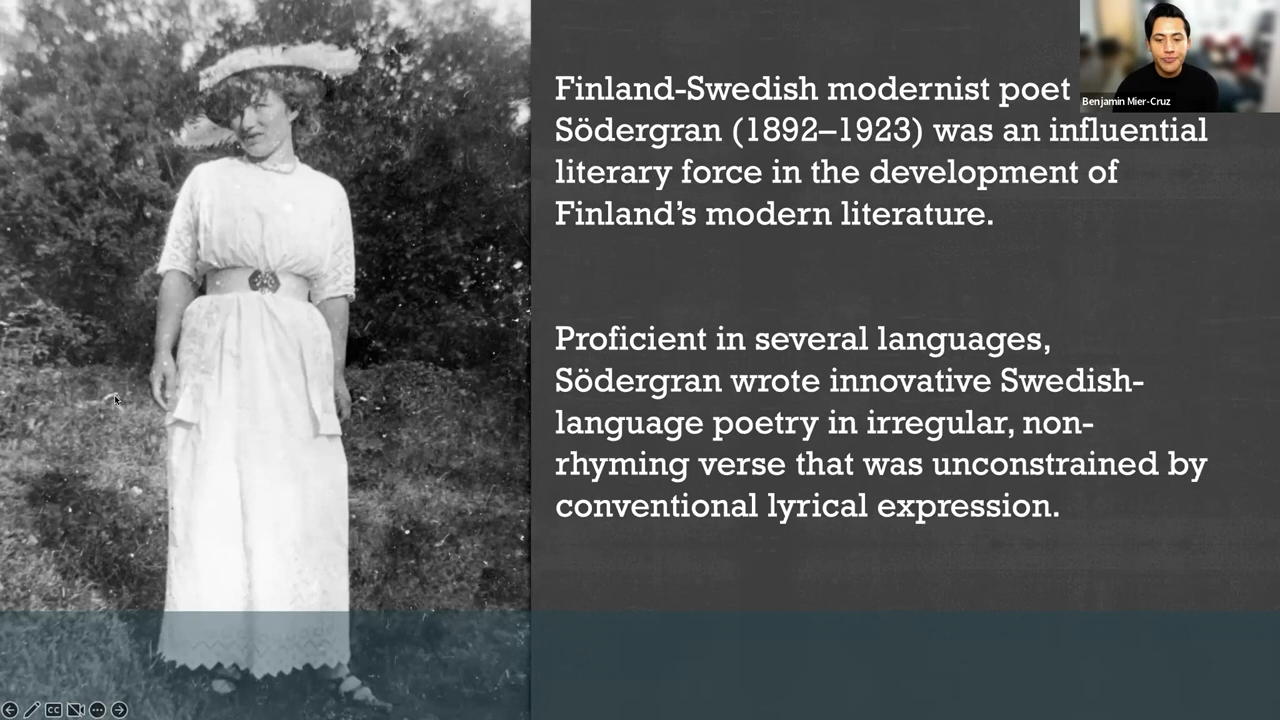 Finland-Swedish modernist poet
Södergran (1892–1923) was an influential
literary force in the development of
Finland’s modern literature.
Proficient in several languages,
Södergran wrote innovative Swedish-
language poetry in irregular, non-
rhyming verse that was unconstrained by
conventional lyrical expression.
Benjamin Mier-Cruz
CC